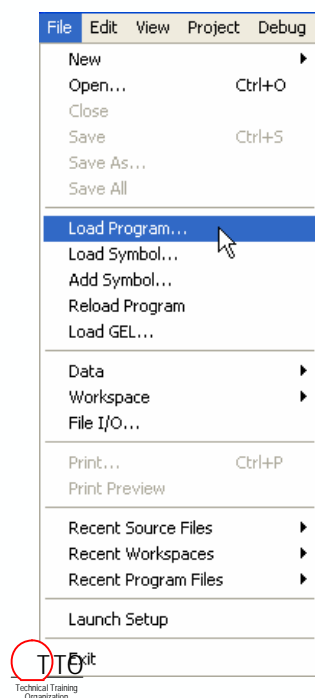 File Edit View Project Debug
New
Open... Ctrl+O
Close
Save Ctrl+S
Save As...
Save All
Load Program...
Load Symbol...
Add Symbol...
Reload Program
Load GEL...
Data
Workspace
File I/O...
Print... Ctrl+P
Print Preview
Recent Source Files
Recent Workspaces
Recent Program Files
Launch Setup
Exit
TTO
Technical Training
Organization